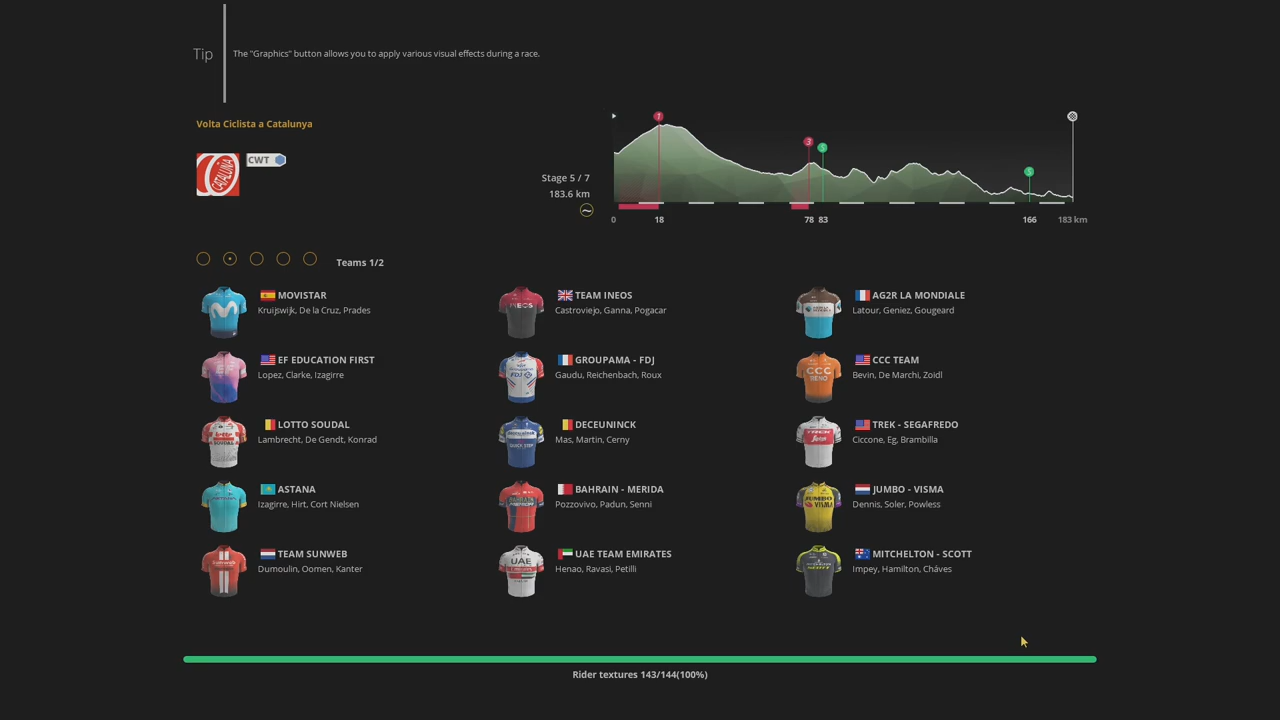 Tip
The "Graphics" button allows you to apply various visual effects during a race.
Volta Ciclista a Catalunya
CATALUNYA
CWT
Stage 5 / 7
183.6 km
1
3
S
S
0
18
78
83
166
183 km
Teams 1/2
MOVISTAR
Kruijswijk, De la Cruz, Prades
TEAM INEOS
Castroviejo, Ganna, Pogacar
AG2R LA MONDIALE
Latour, Geniez, Gougeard
EF EDUCATION FIRST
Lopez, Clarke, Izagirre
GROUPAMA - FDJ
Gaudu, Reichenbach, Roux
CCC TEAM
Bevin, De Marchi, Zoidl
LOTTO SOUDAL
Lambrecht, De Gendt, Konrad
DECEUNINCK
Mas, Martin, Cerny
TREK - SEGAFREDO
Ciccone, Eg, Brambilla
ASTANA
Izagirre, Hirt, Cort Nielsen
BAHRAIN - MERIDA
Pozzovivo, Padun, Senni
JUMBO - VISMA
Dennis, Soler, Powless
TEAM SUNWEB
Dumoulin, Oomen, Kanter
UAE TEAM EMIRATES
Henao, Ravasi, Petilli
MITCHELTON - SCOTT
Impey, Hamilton, Cháves
Rider textures 143/144(100%)